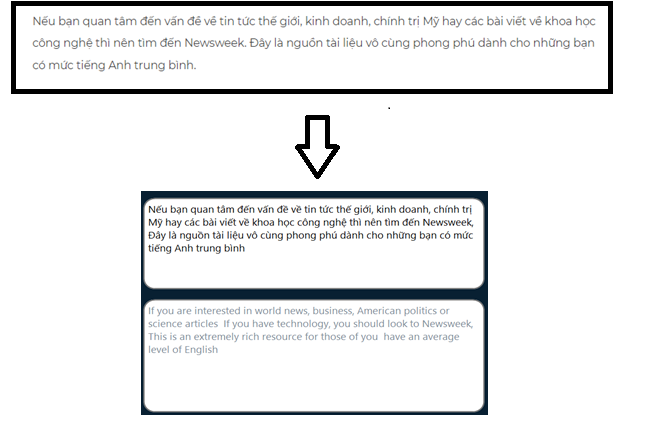 Nếu bạn quan tâm đến vấn đề về tin tức thế giới, kinh doanh, chính trị Mỹ hay các bài viết về khoa học
công nghệ thì nên tìm đến Newsweek. Đây là nguồn tài liệu vô cùng phong phú dành cho những bạn
có mức tiếng Anh trung bình.
Nếu bạn quan tâm đến vấn đề về tin tức thế giới, kinh doanh, chính trị
Mỹ hay các bài viết về khoa học công nghệ thì nên tìm đến Newsweek,
Đây là nguồn tài liệu vô cùng phong phú dành cho những bạn có mức
tiếng Anh trung bình
If you are interested in world news, business, American politics or
science articles If you have technology, you should look to Newsweek,
This is an extremely rich resource for those of you have an average
level of English